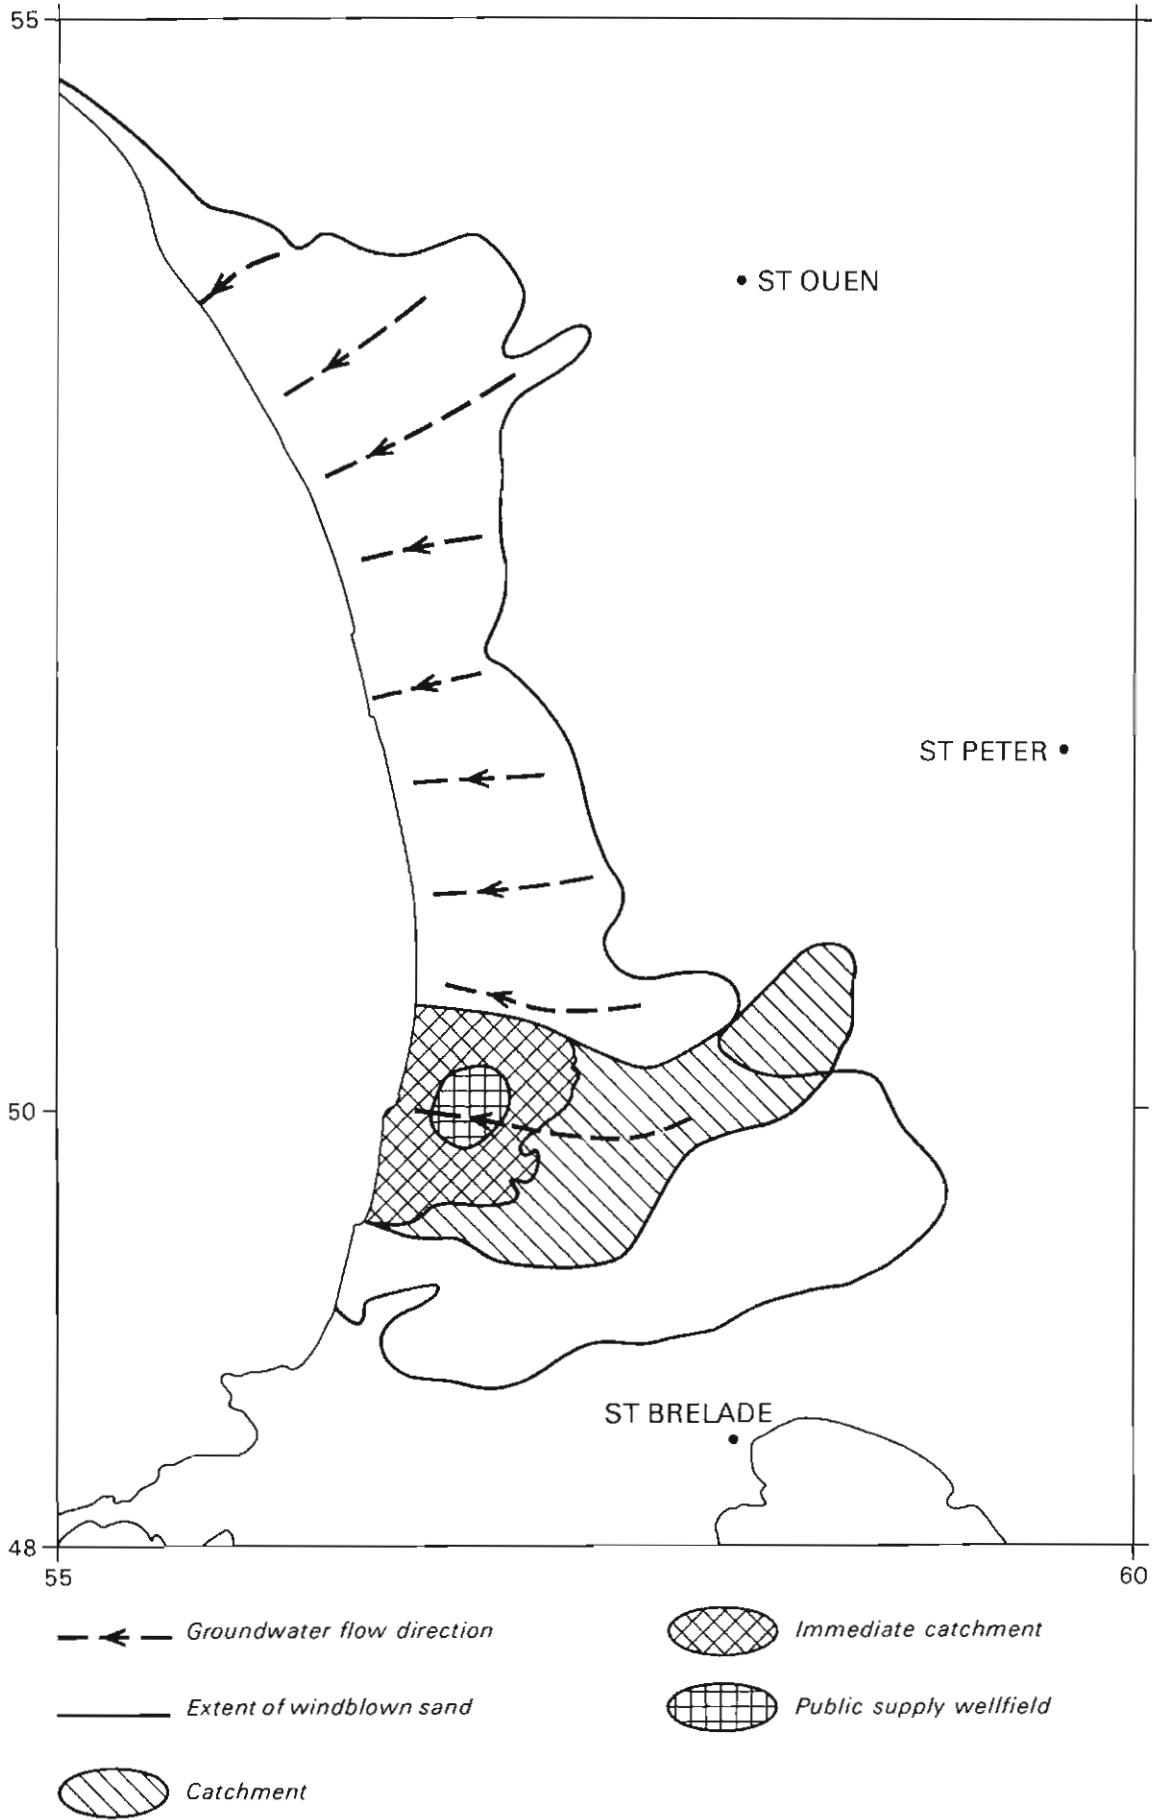 55
• ST OUEN
ST PETER •
50
ST BRELADE
48
55
60
Groundwater flow direction
Immediate catchment
Extent of windblown sand
Public supply wellfield
Catchment